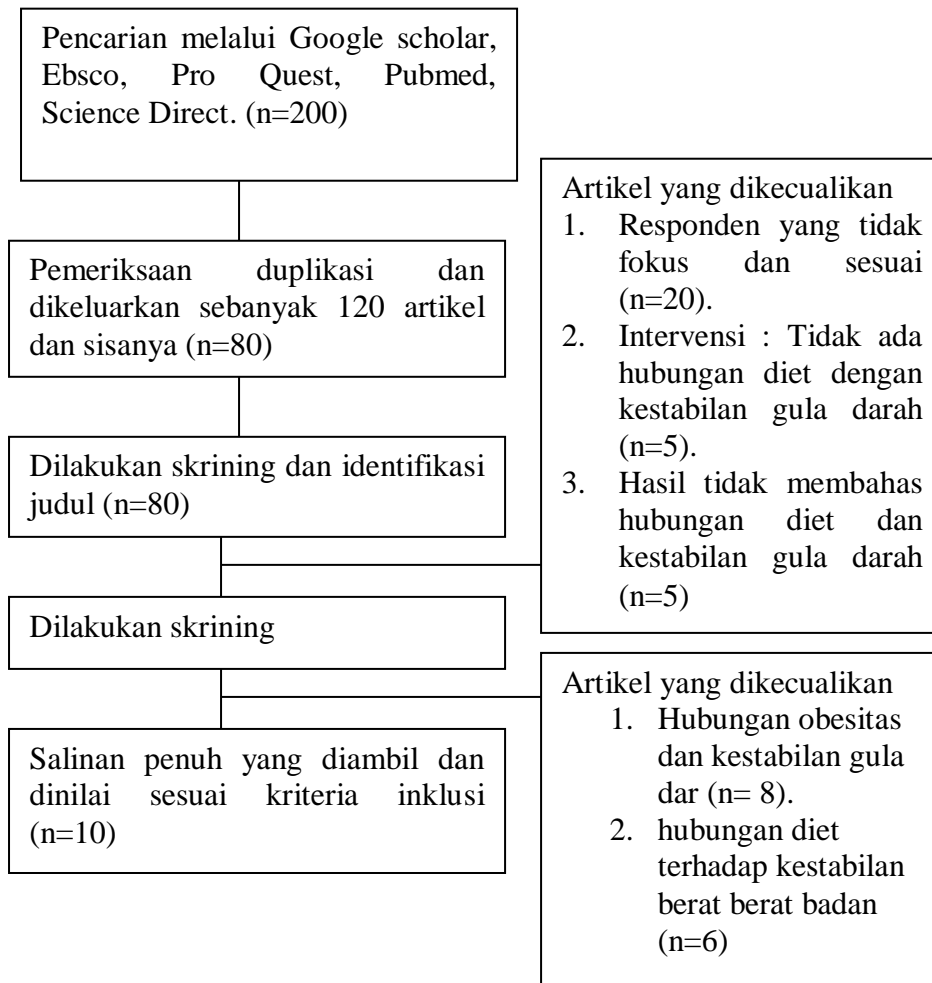 Pencarian melalui Google scholar,
Ebsco, Pro Quest, Pubmed,
Science Direct. (n=200)
Pemeriksaan duplikasi dan
dikeluarkan sebanyak 120 artikel
dan sisanya (n=80)
Dilakukan skrining dan identifikasi
judul (n=80)
Artikel yang dikecualikan
1. Responden yang tidak
fokus dan sesuai
(n=20).
2. Intervensi : Tidak ada
hubungan diet dengan
kestabilan gula darah
(n=5).
3. Hasil tidak membahas
hubungan diet dan
kestabilan gula darah
(n=5)
Dilakukan skrining
Salinan penuh yang diambil dan
dinilai sesuai kriteria inklusi
(n=10)
Artikel yang dikecualikan
1. Hubungan obesitas
dan kestabilan gula
dar (n= 8).
2. hubungan diet
terhadap kestabilan
berat berat badan
(n=6)